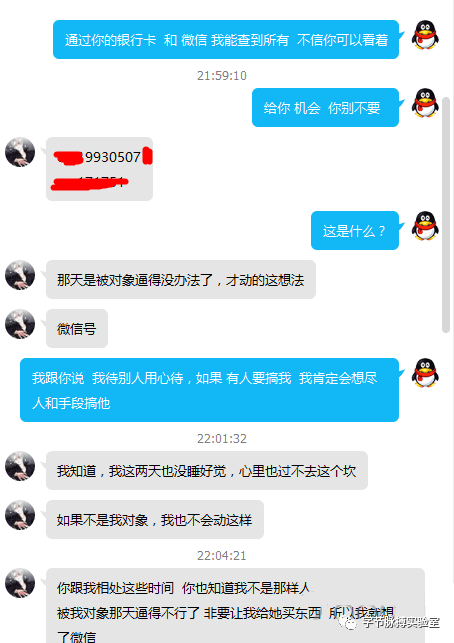 通过你的银行卡 和 微信 我能查到所有 不信你可以看着
21:59:10
给你 机会 你别不要
9930507
这是什么？
那天是被对象逼得没办法了，才动的这想法
微信号
我跟你说 我待别人用心待，如果 有人要搞我 我肯定会想尽
人和手段搞他
22:01:32
我知道，我这两天也没睡好觉，心里也过不去这个坎
如果不是我对象，我也不会动这样
22:04:21
你跟我相处这些时间 你也知道我不是那样人
被我对象那天逼得不行了 非要让我给她买东西 所以我就想
了微信
字节脉搏实验室